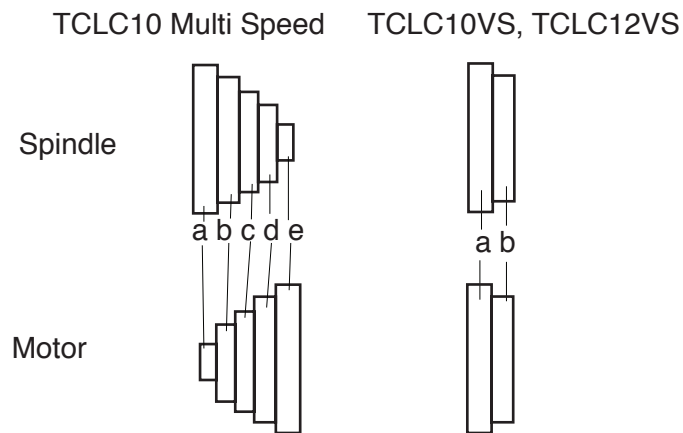 TCLC10 Multi Speed TCLC10VS, TCLC12VS
Spindle
a b c d e a b
Motor